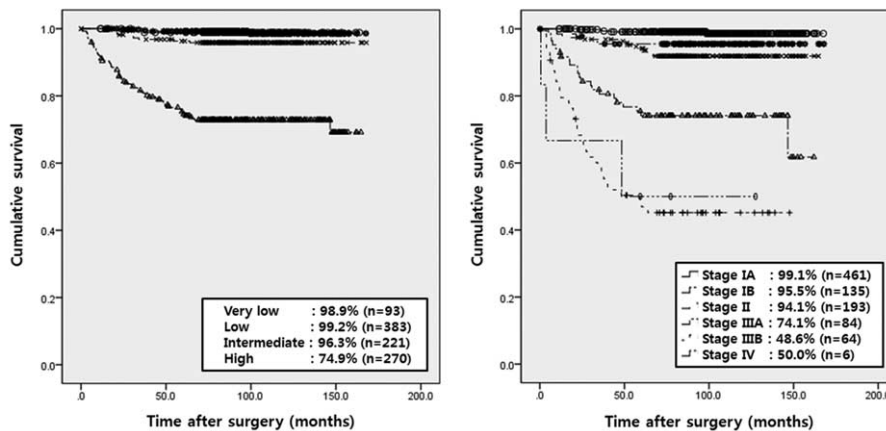 1.0
0.8
0.6
0.4
0.2
0.0
Cumulative survival
Very low : 98.9% (n=93)
Low : 99.2% (n=383)
Intermediate : 96.3% (n=221)
High : 74.9% (n=270)
.0 50.0 100.0 150.0 200.0
Time after surgery (months)
1.0
0.8
0.6
0.4
0.2
0.0
Cumulative survival
Stage IA : 99.1% (n=461)
Stage IB : 95.5% (n=135)
Stage II : 94.1% (n=193)
Stage IIIA : 74.1% (n=84)
Stage IIIB : 48.6% (n=64)
Stage IV : 50.0% (n=6)
.0 50.0 100.0 150.0 200.0
Time after surgery (months)